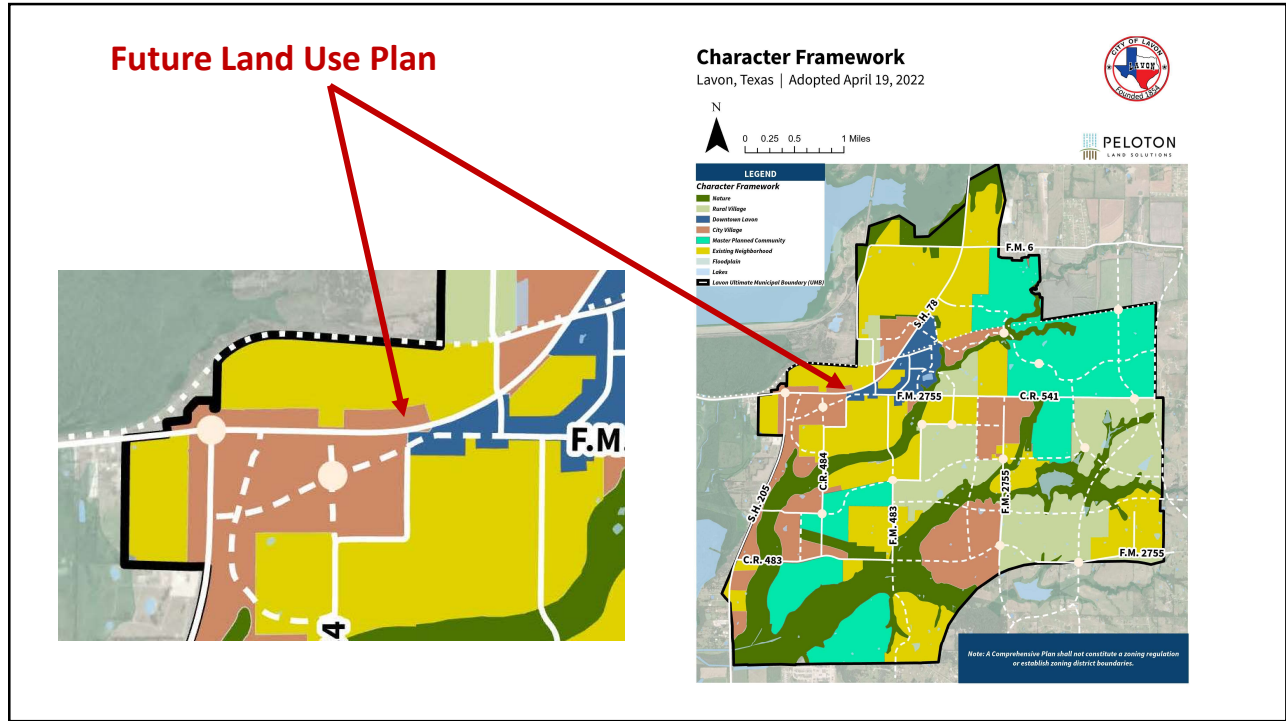 Future Land Use Plan
Character Framework
Lavon, Texas | Adopted April 19, 2022
CITY OF LAVON
LAVON
Founded 1854
N
0 0.25 0.5 1 Miles
PELOTON
LAND SOLUTIONS
LEGEND
Character Framework
Nature
Rural Village
Downtown Lavon
City Village
Master Planned Community
Existing Neighborhood
Floodplain
Lakes
Lavon Ultimate Municipal Boundary (UMB)
F.M. 6
S.H. 78
F.M. 2755
C.R. 541
C.R. 484
S.H. 205
F.M. 2755
F.M. 483
C.R. 483
F.M. 2755
F.M.
4
Note: A Comprehensive Plan shall not constitute a zoning regulation
or establish zoning district boundaries.